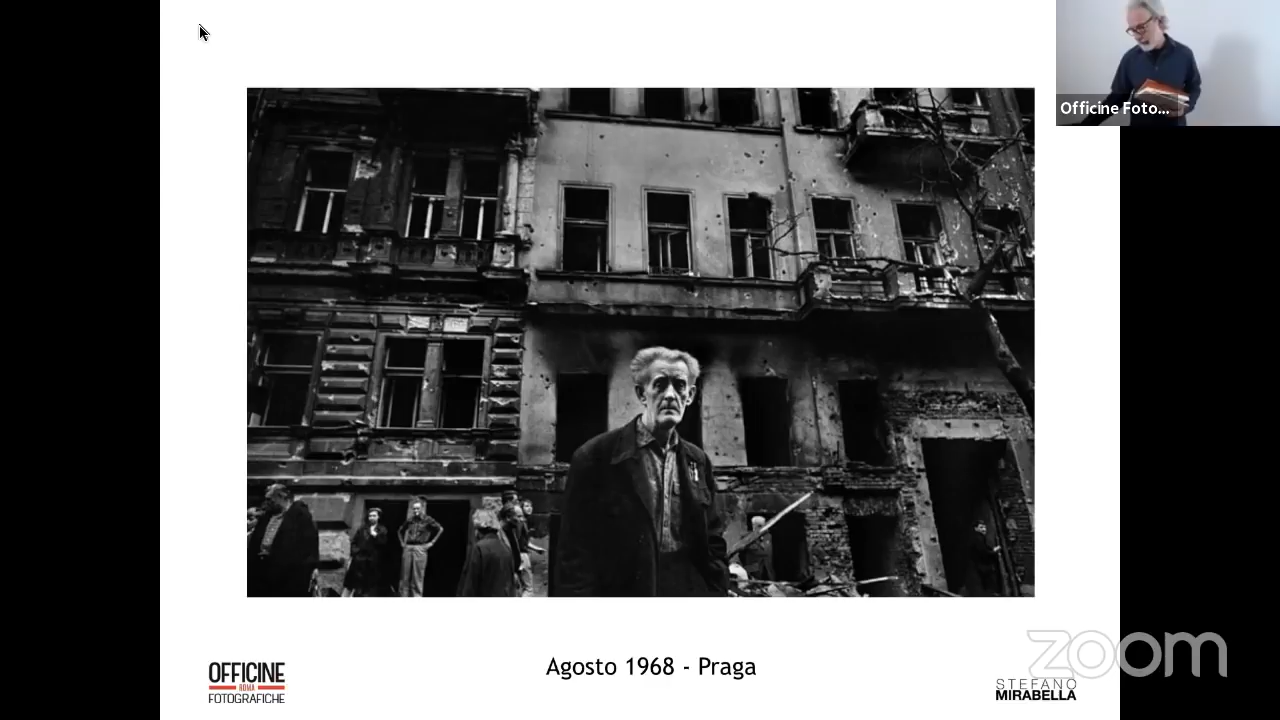 Officine Foto...
Agosto 1968 - Praga
zoom
OFFICINE
ROMA
FOTOGRAFICHE
STEFANO
MIRABELLA